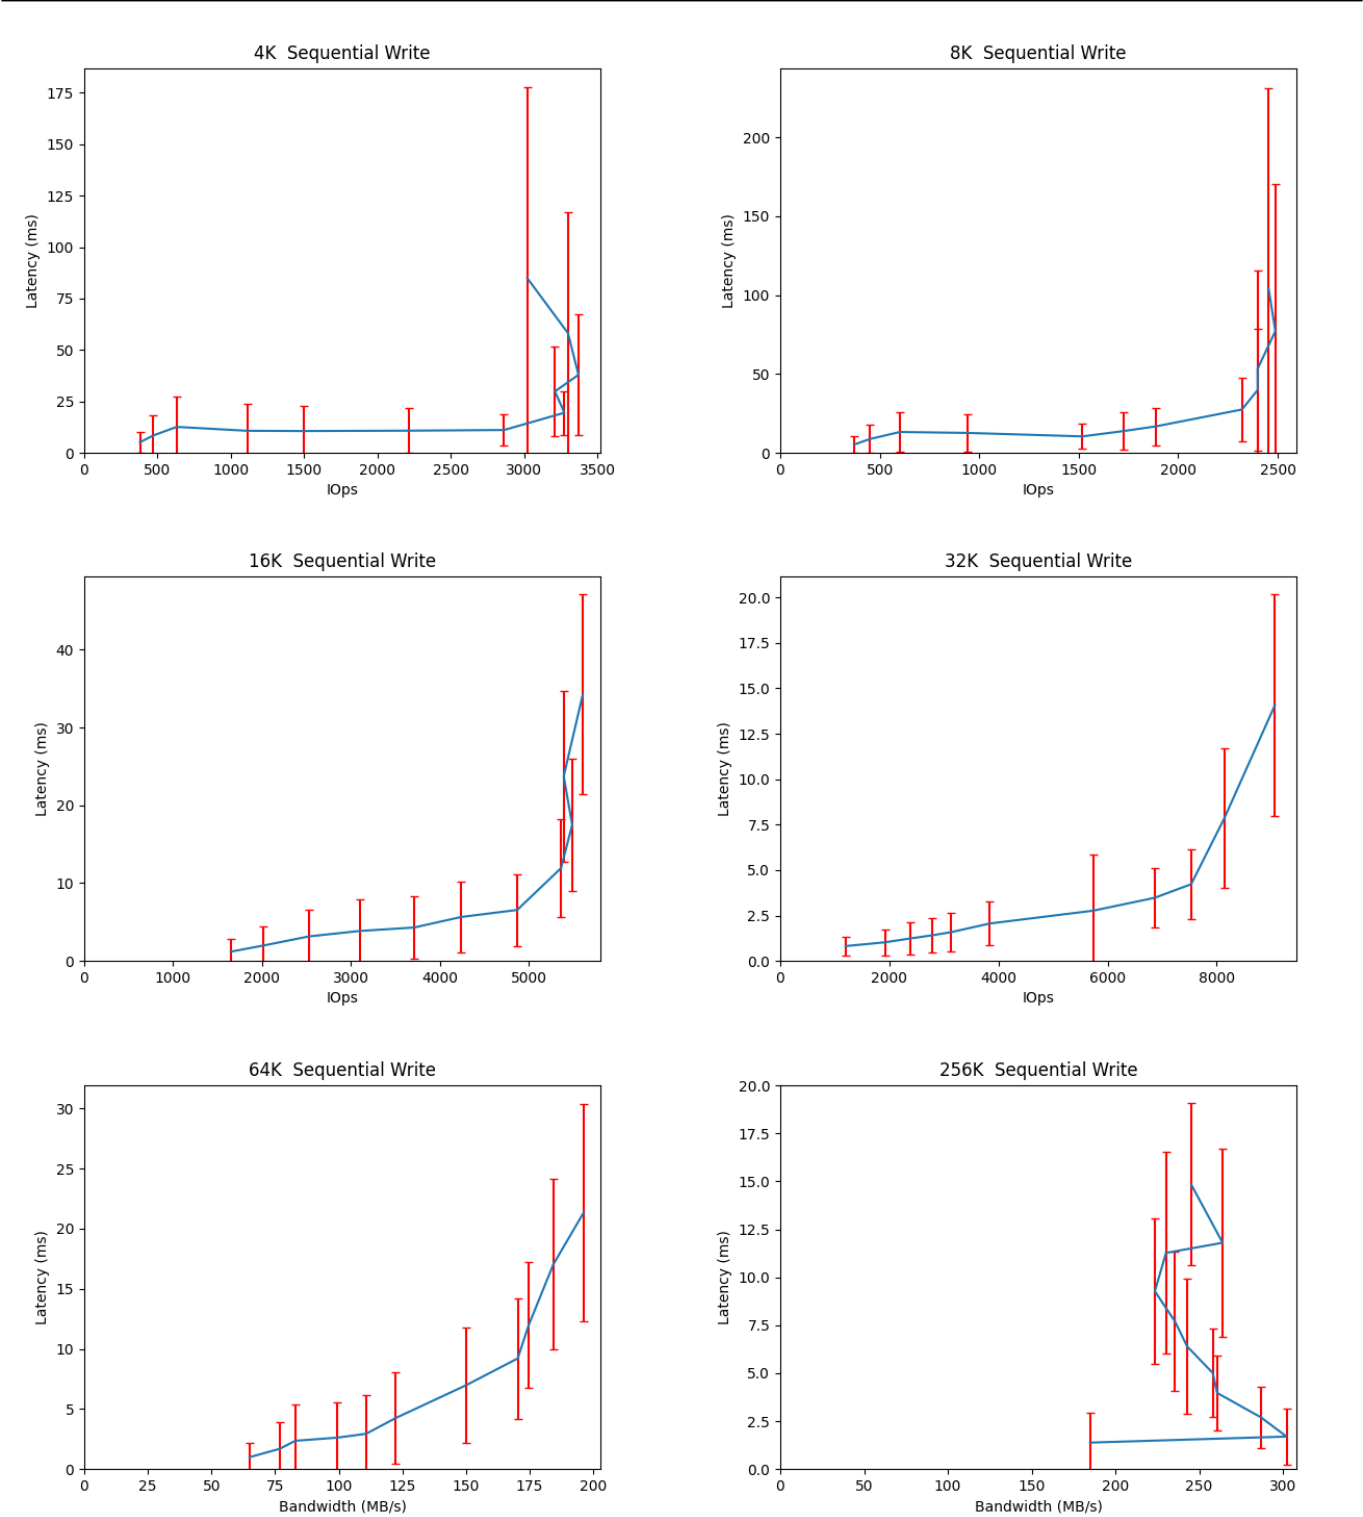 4K  Sequential Write
175
150
125
100
75
50
25
0
Latency (ms)
0 500 1000 1500 2000 2500 3000 3500
IOps
8K  Sequential Write
200
150
100
50
0
Latency (ms)
0 500 1000 1500 2000 2500
IOps
16K  Sequential Write
40
30
20
10
0
Latency (ms)
0 1000 2000 3000 4000 5000
IOps
32K  Sequential Write
20.0
17.5
15.0
12.5
10.0
7.5
5.0
2.5
0.0
Latency (ms)
0 2000 4000 6000 8000
IOps
64K  Sequential Write
30
25
20
15
10
5
0
Latency (ms)
0 25 50 75 100 125 150 175 200
Bandwidth (MB/s)
256K  Sequential Write
20.0
17.5
15.0
12.5
10.0
7.5
5.0
2.5
0.0
Latency (ms)
0 50 100 150 200 250 300
Bandwidth (MB/s)